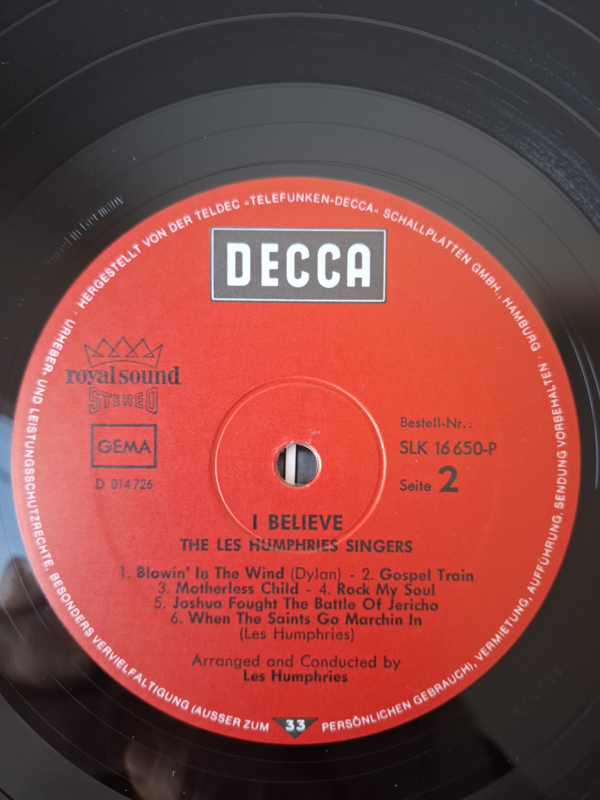 HERGESTELLT VON DER TELDEC »TELEFUNKEN-DECCA« SCHALLPLATTEN GMBH., HAMBURG · URHEBER- UND LEISTUNGSSCHUTZRECHTE, BESONDERS VERVIELFÄLTIGUNG (AUSSER ZUM PERSÖNLICHEN GEBRAUCH), VERMIETUNG, AUFFÜHRUNG, SENDUNG VORBEHALTEN ·
DECCA
royal sound
STEREO
GEMA
D 014 726
Bestell-Nr.:
SLK 16 650-P
Seite 2
I BELIEVE
THE LES HUMPHRIES SINGERS
1. Blowin' In The Wind (Dylan) - 2. Gospel Train
3. Motherless Child - 4. Rock My Soul
5. Joshua Fought The Battle Of Jericho
6. When The Saints Go Marchin In
(Les Humphries)
Arranged and Conducted by
Les Humphries
33
in Germany